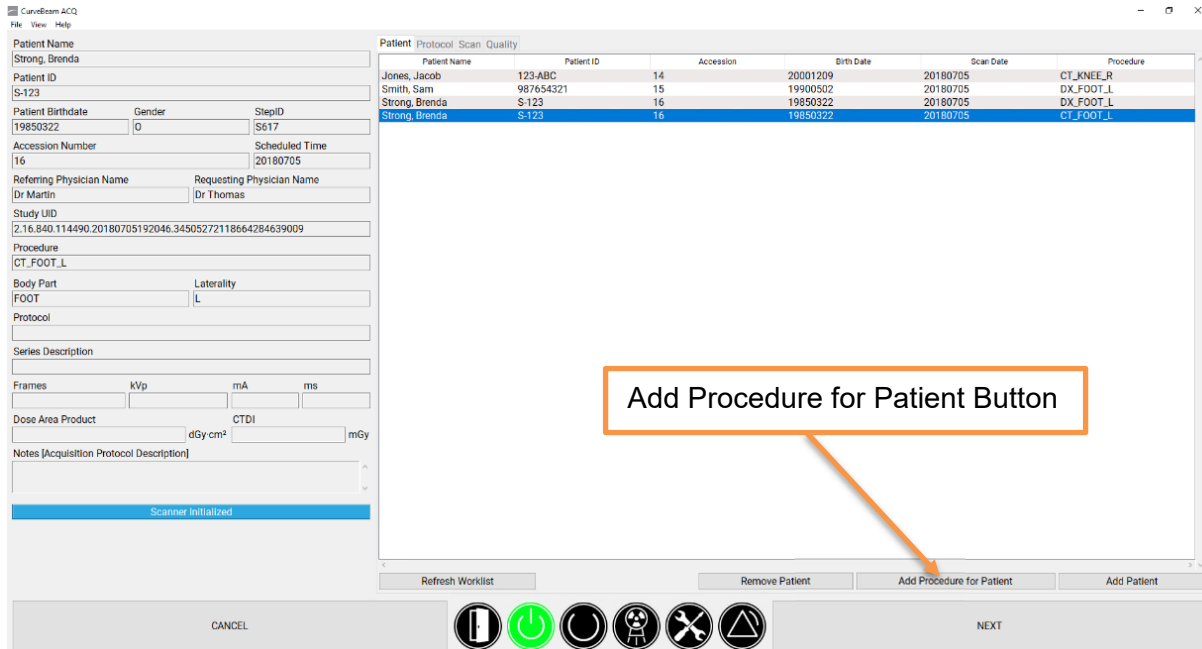 CurveBeam ACQ
File View Help
Patient Name
Strong, Brenda
Patient ID
S-123
Patient Birthdate Gender StepID
19850322 O S617
Accession Number Scheduled Time
16 20180705
Referring Physician Name Requesting Physician Name
Dr Martin Dr Thomas
Study UID
2.16.840.114490.20180705192046.34505272118664284639009
Procedure
CT_FOOT_L
Body Part Laterality
FOOT L
Protocol
Series Description
Frames kVp mA ms
Dose Area Product CTDI
dGy·cm² mGy
Notes [Acquisition Protocol Description]
Scanner Initialized
Patient Protocol Scan Quality
Patient Name Patient ID Accession Birth Date Scan Date Procedure
Jones, Jacob 123-ABC 14 20001209 20180705 CT_KNEE_R
Smith, Sam 987654321 15 19900502 20180705 DX_FOOT_L
Strong, Brenda S-123 16 19850322 20180705 DX_FOOT_L
Strong, Brenda S-123 16 19850322 20180705 CT_FOOT_L
Add Procedure for Patient Button
Refresh Worklist Remove Patient Add Procedure for Patient Add Patient
CANCEL NEXT